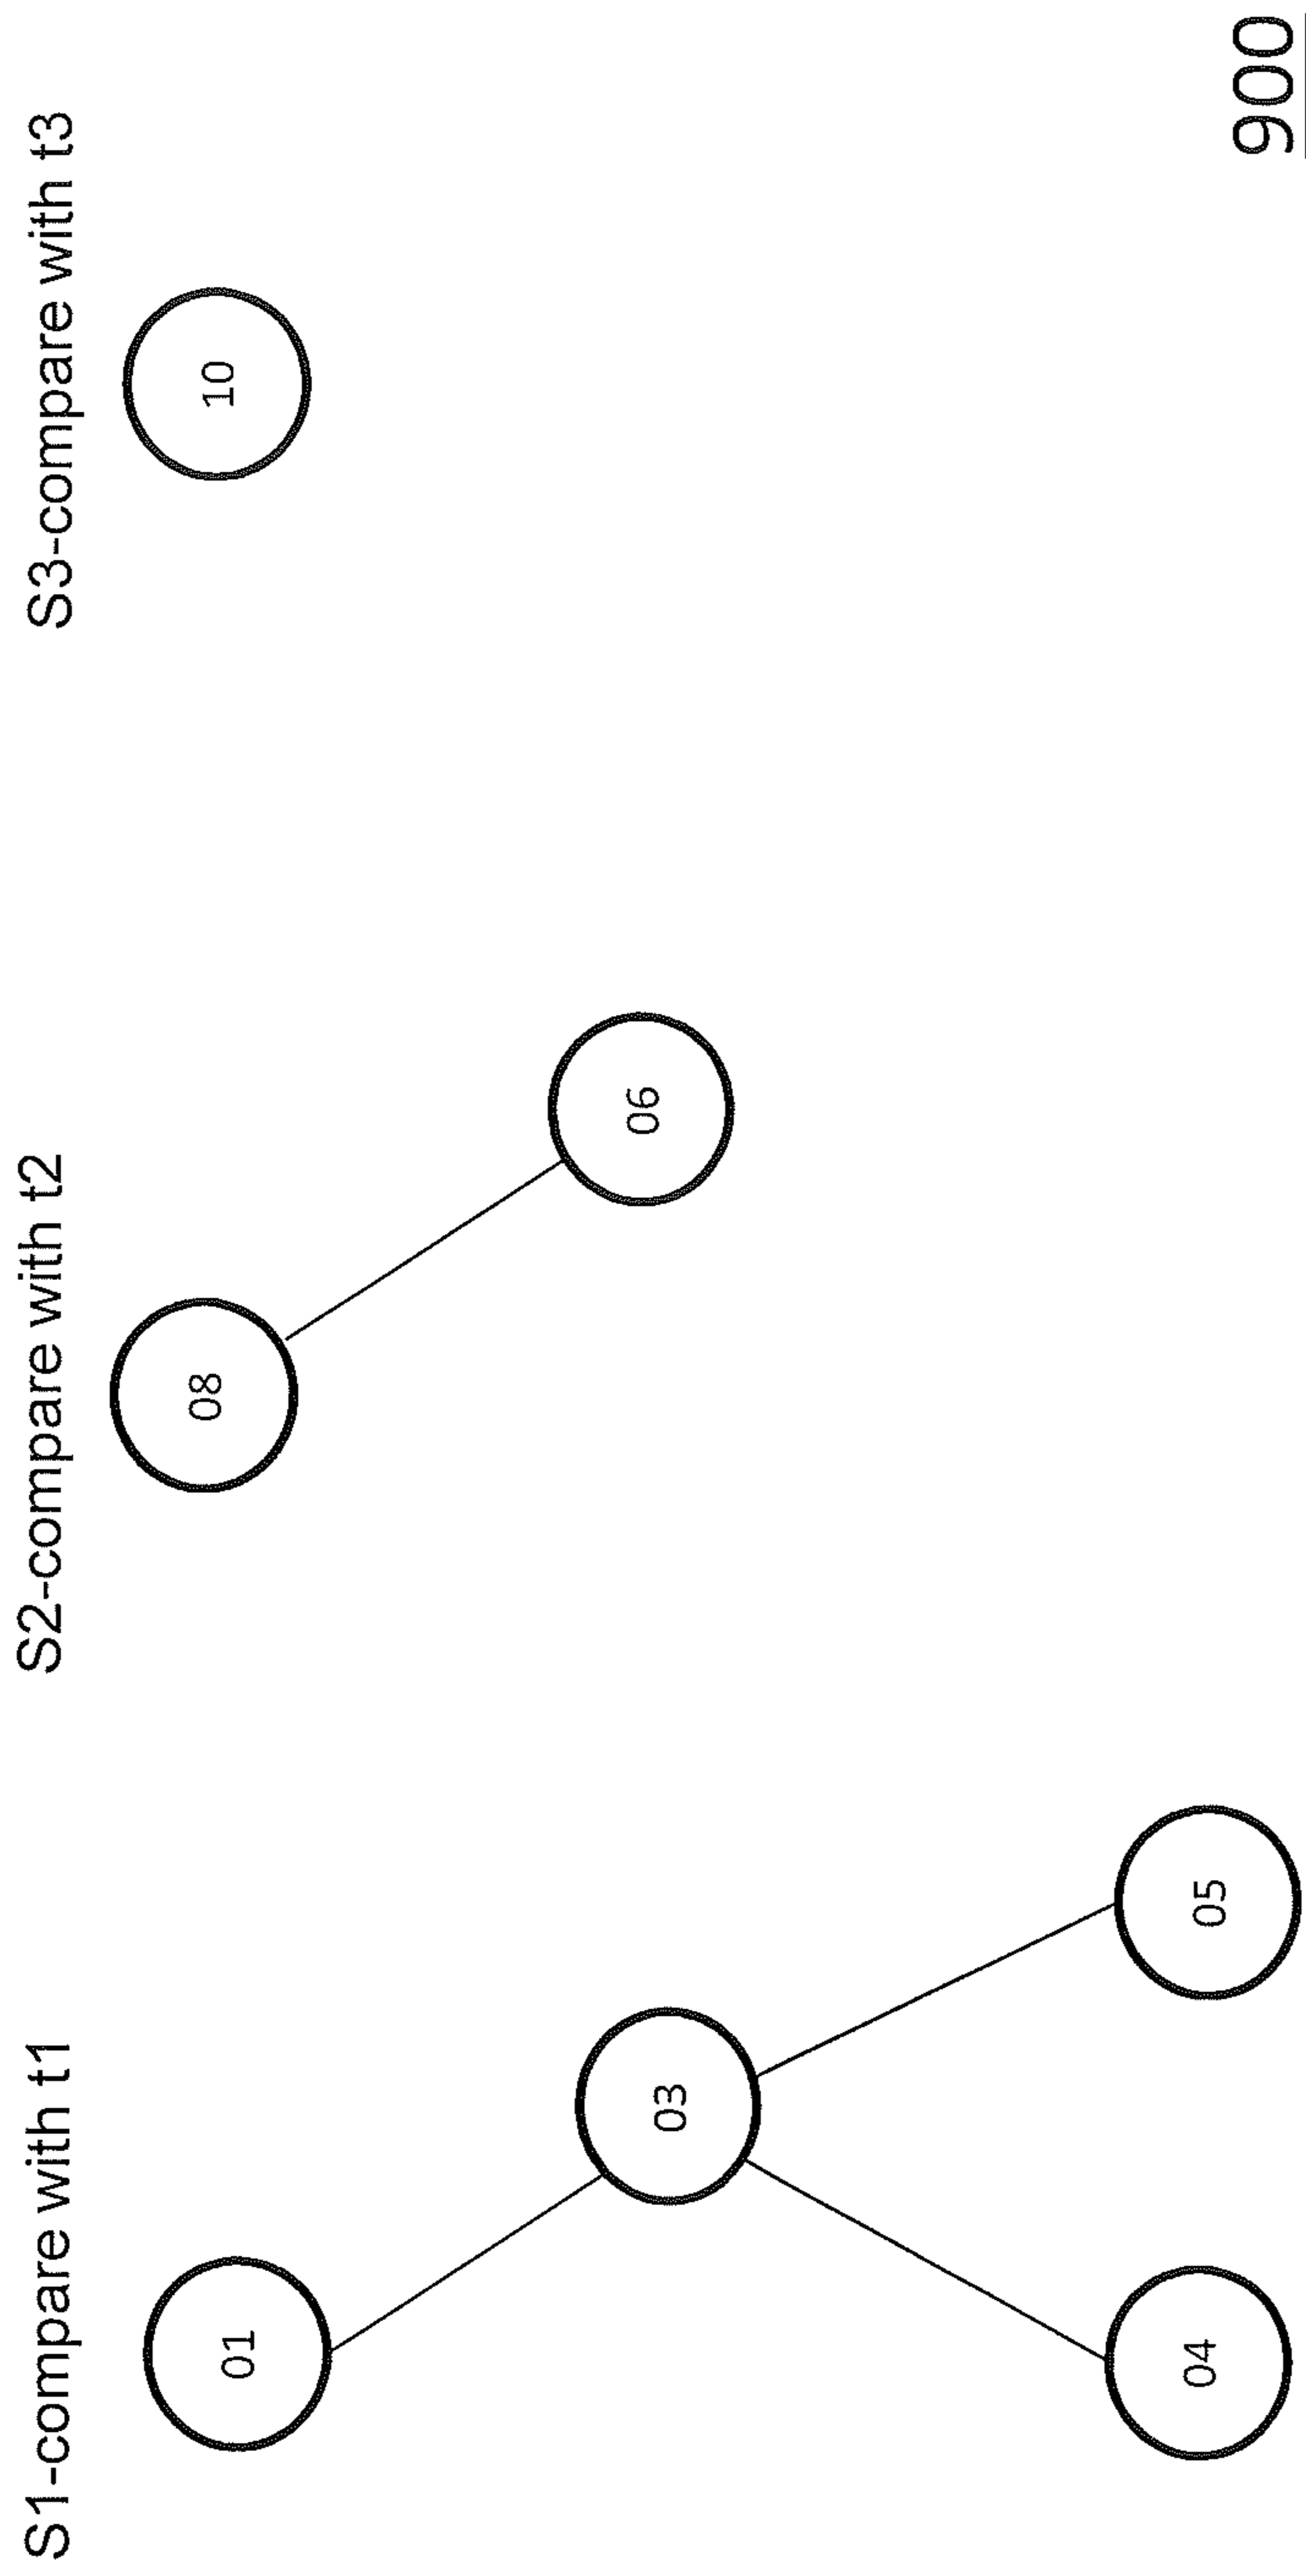 S1-compare with t1
S2-compare with t2
S3-compare with t3
01
08
10
03
06
04
05
900